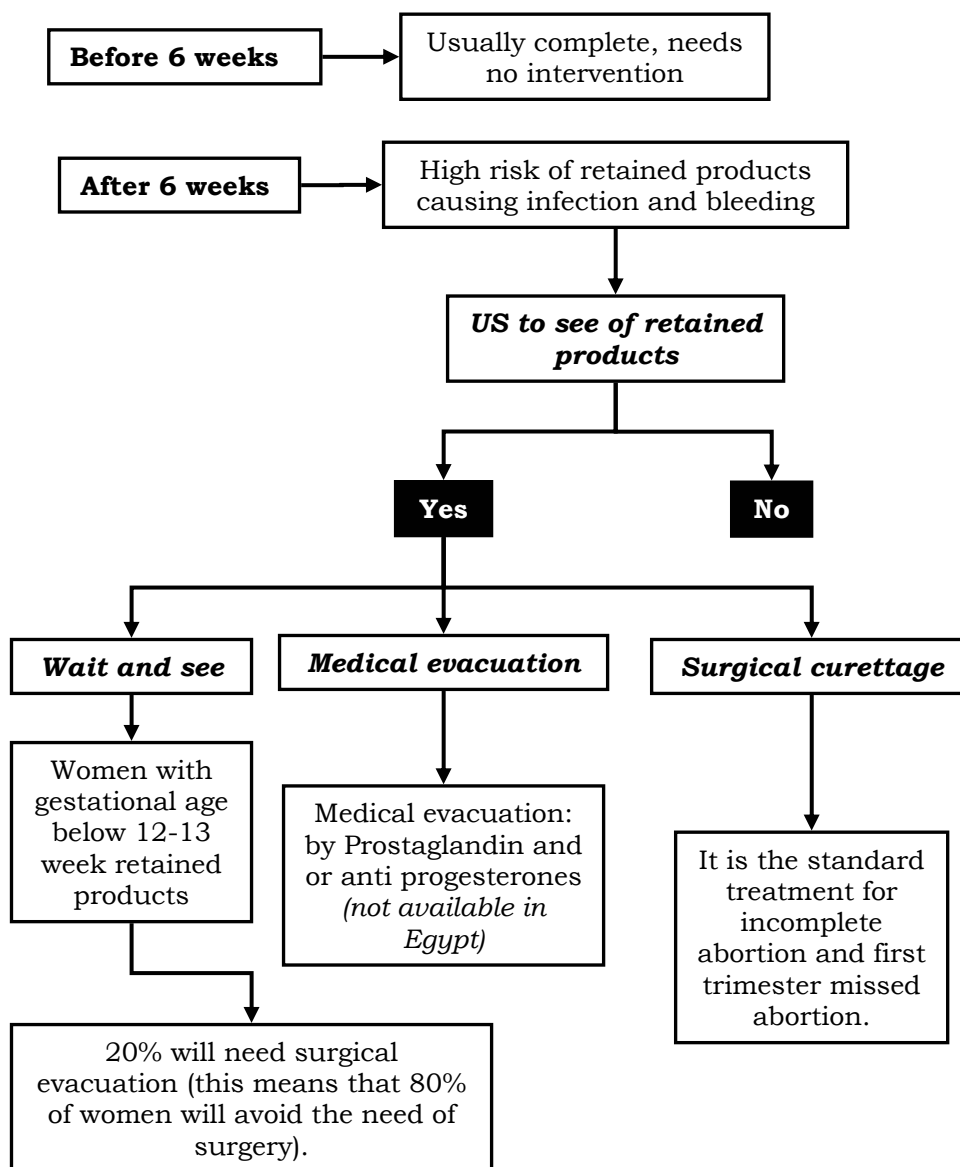 Before 6 weeks
Usually complete, needs
no intervention
After 6 weeks
High risk of retained products
causing infection and bleeding
US to see of retained
products
Yes
No
Wait and see
Medical evacuation
Surgical curettage
Women with
gestational age
below 12-13
week retained
products
Medical evacuation:
by Prostaglandin and
or anti progesterones
(not available in
Egypt)
It is the standard
treatment for
incomplete
abortion and first
trimester missed
abortion.
20% will need surgical
evacuation (this means that 80%
of women will avoid the need of
surgery).